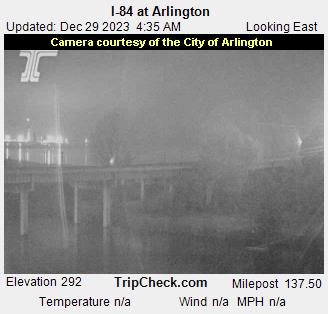 I-84 at Arlington
Updated: Dec 29 2023 4:35 AM Looking East
Camera courtesy of the City of Arlington
Elevation 292 TripCheck.com Milepost 137.50
Temperature n/a Wind n/a MPH n/a